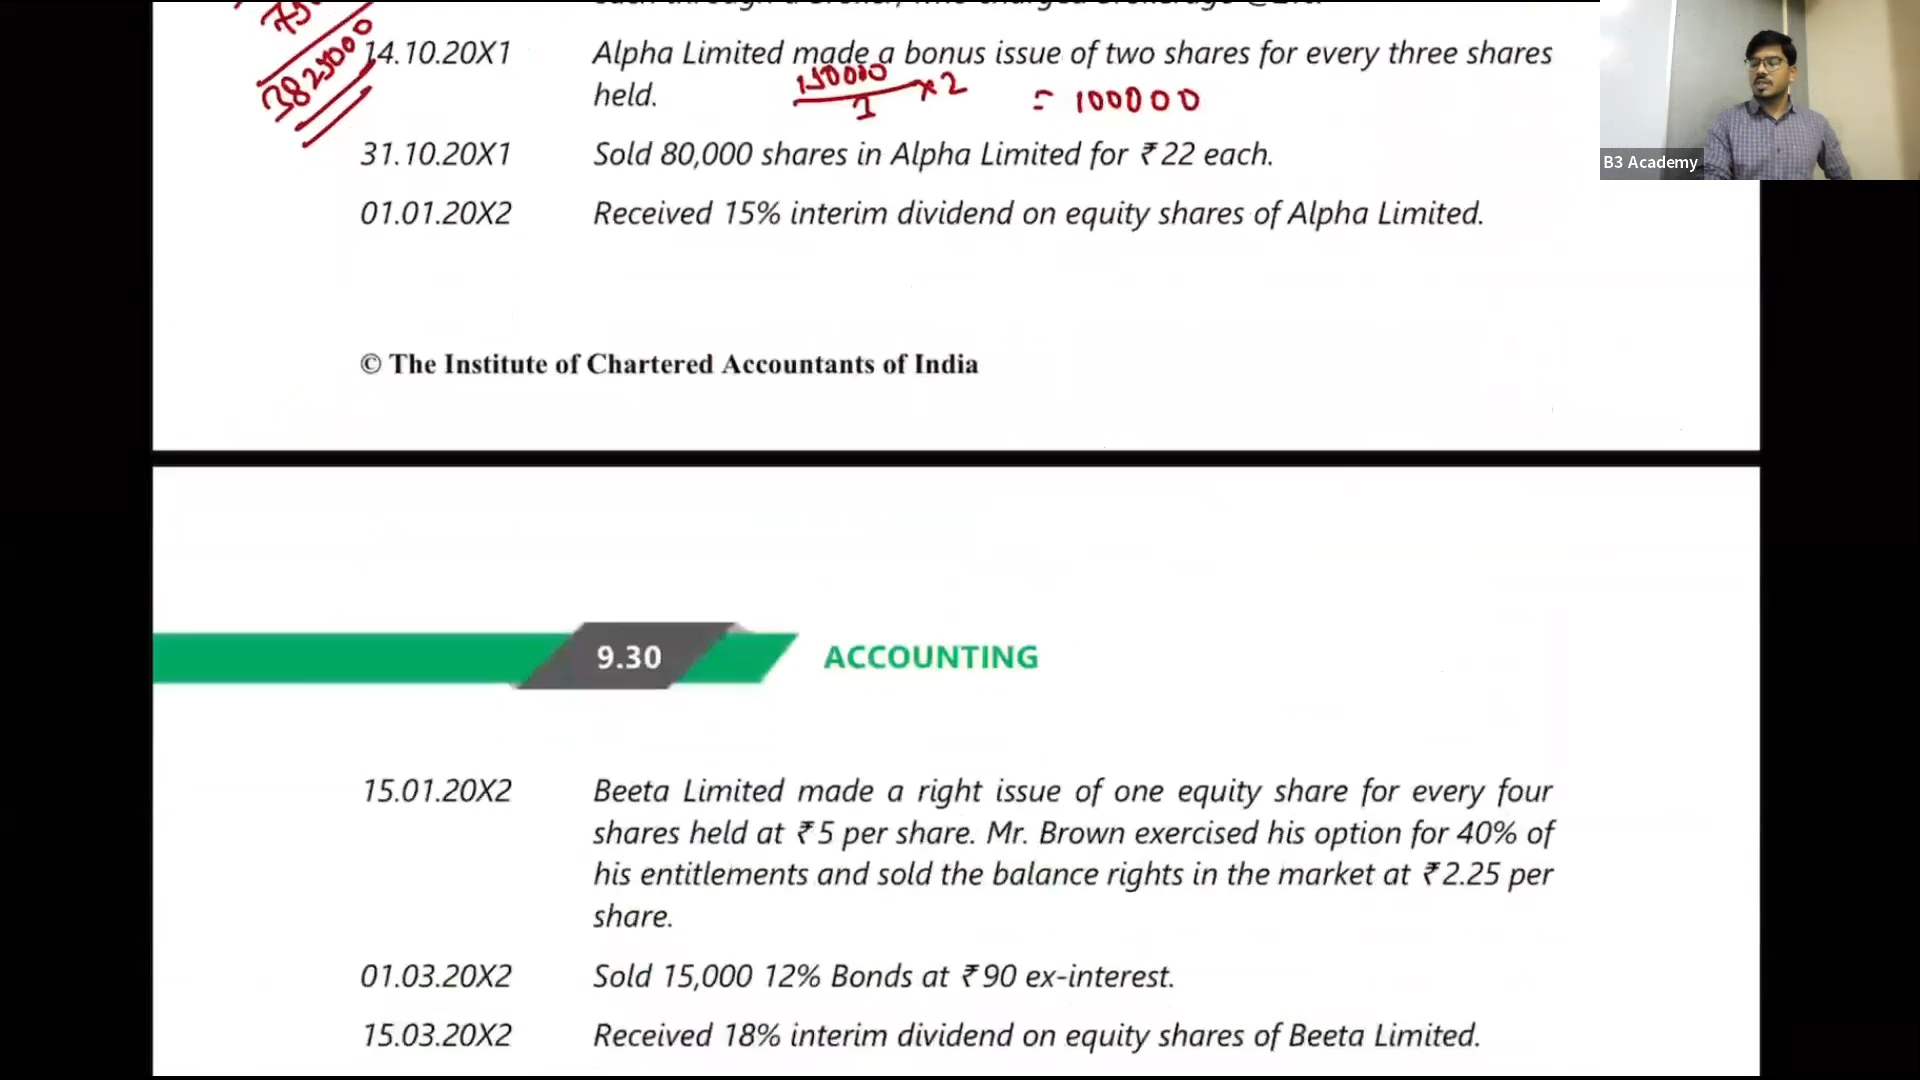 3825000
14.10.20X1 Alpha Limited made a bonus issue of two shares for every three shares
held.
150000 × 2 = 100000
3
31.10.20X1 Sold 80,000 shares in Alpha Limited for ₹ 22 each.
01.01.20X2 Received 15% interim dividend on equity shares of Alpha Limited.
B3 Academy
© The Institute of Chartered Accountants of India
9.30 ACCOUNTING
15.01.20X2 Beeta Limited made a right issue of one equity share for every four
shares held at ₹ 5 per share. Mr. Brown exercised his option for 40% of
his entitlements and sold the balance rights in the market at ₹ 2.25 per
share.
01.03.20X2 Sold 15,000 12% Bonds at ₹ 90 ex-interest.
15.03.20X2 Received 18% interim dividend on equity shares of Beeta Limited.